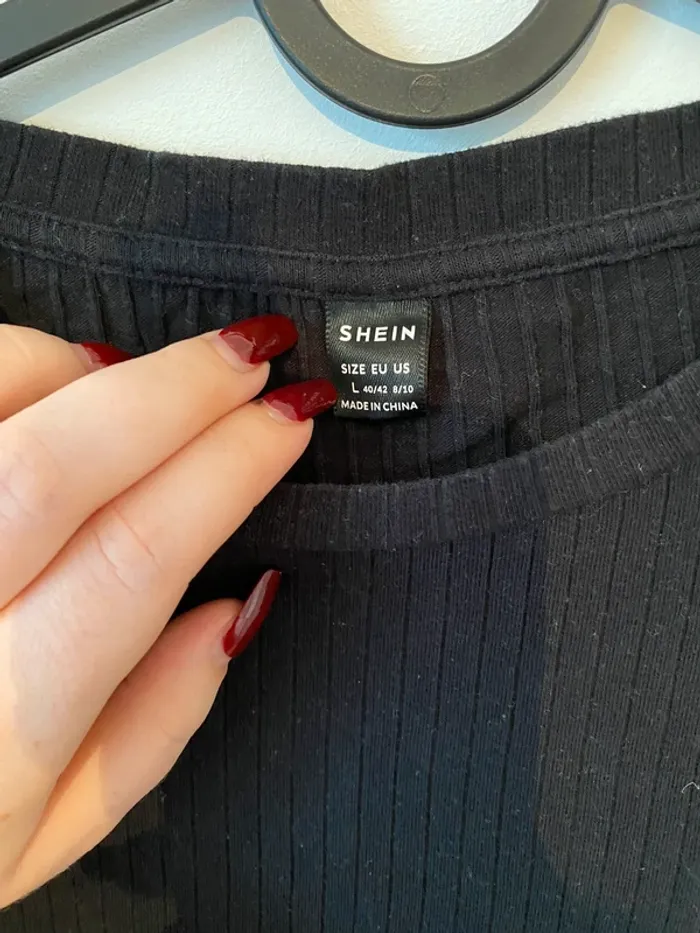 SHEIN
SIZE EU US
L 40/42 8/10
MADE IN CHINA